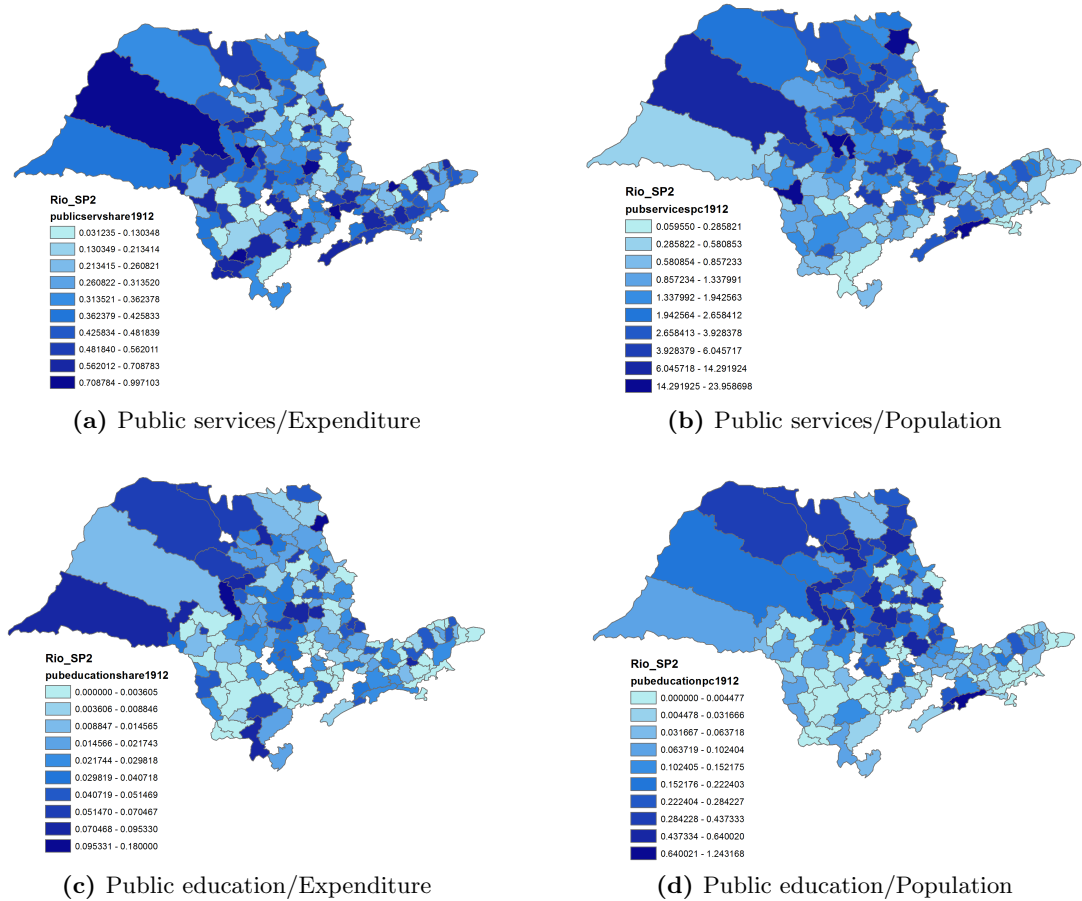 Rio_SP2
publicservshare1912
0.031235 - 0.130348
0.130349 - 0.213414
0.213415 - 0.260821
0.260822 - 0.313520
0.313521 - 0.362378
0.362379 - 0.425833
0.425834 - 0.481839
0.481840 - 0.562011
0.562012 - 0.708783
0.708784 - 0.997103
(a) Public services/Expenditure
Rio_SP2
pubservicespc1912
0.059550 - 0.285821
0.285822 - 0.580853
0.580854 - 0.857233
0.857234 - 1.337991
1.337992 - 1.942563
1.942564 - 2.658412
2.658413 - 3.928378
3.928379 - 6.045717
6.045718 - 14.291924
14.291925 - 23.958698
(b) Public services/Population
Rio_SP2
pubeducationshare1912
0.000000 - 0.003605
0.003606 - 0.008846
0.008847 - 0.014565
0.014566 - 0.021743
0.021744 - 0.029818
0.029819 - 0.040718
0.040719 - 0.051469
0.051470 - 0.070467
0.070468 - 0.095330
0.095331 - 0.180000
(c) Public education/Expenditure
Rio_SP2
pubeducationpc1912
0.000000 - 0.004477
0.004478 - 0.031666
0.031667 - 0.063718
0.063719 - 0.102404
0.102405 - 0.152175
0.152176 - 0.222403
0.222404 - 0.284227
0.284228 - 0.437333
0.437334 - 0.640020
0.640021 - 1.243168
(d) Public education/Population